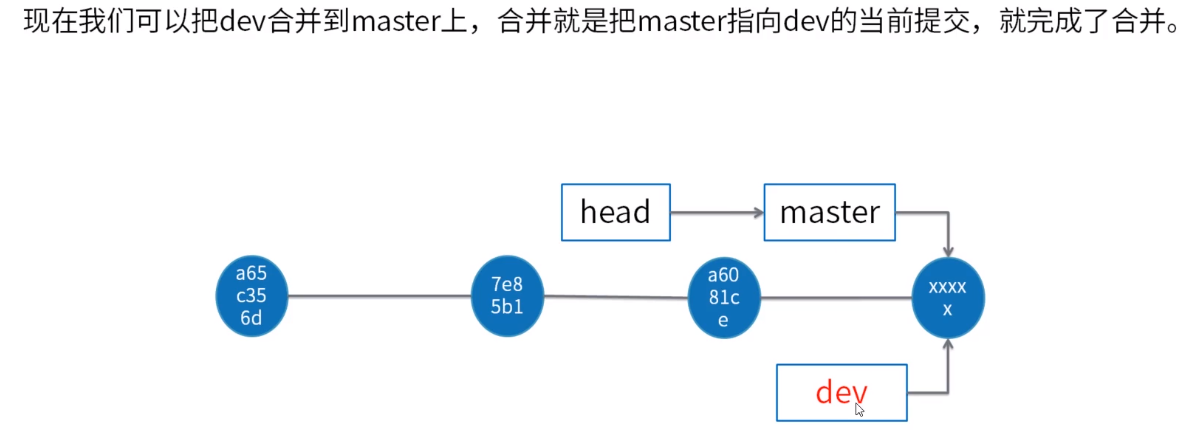 现在我们可以把dev合并到master上，合并就是把master指向dev的当前提交，就完成了合并。
head
master
a65
c35
6d
7e8
5b1
a60
81c
e
xxxx
x
dev